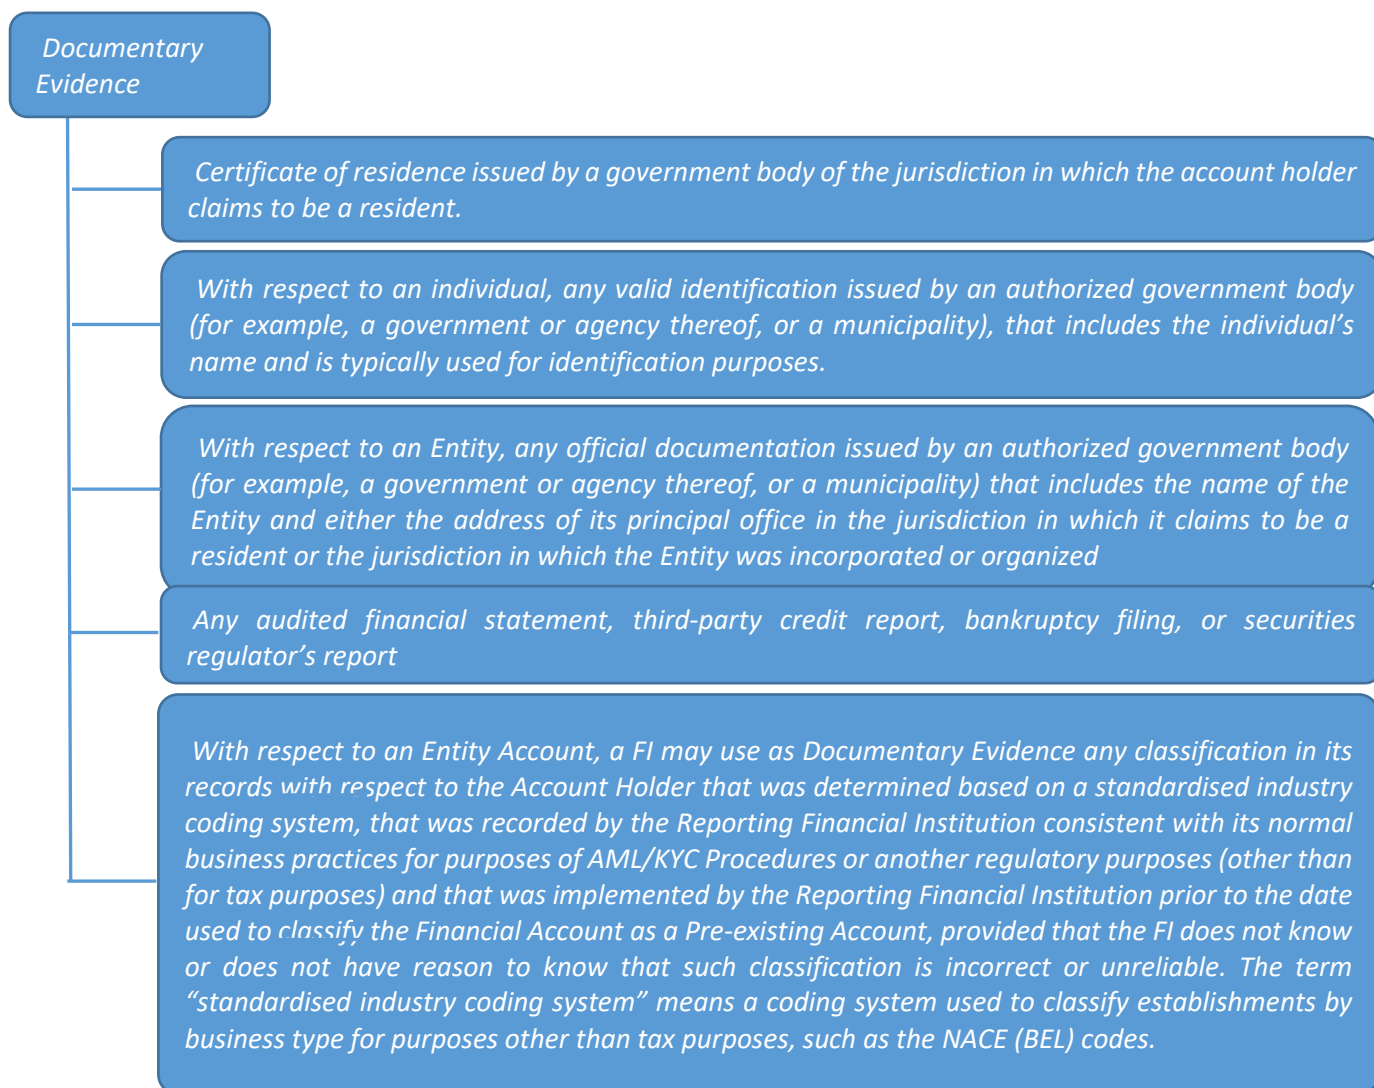 Documentary
Evidence
Certificate of residence issued by a government body of the jurisdiction in which the account holder
claims to be a resident.
With respect to an individual, any valid identification issued by an authorized government body
(for example, a government or agency thereof, or a municipality), that includes the individual’s
name and is typically used for identification purposes.
With respect to an Entity, any official documentation issued by an authorized government body
(for example, a government or agency thereof, or a municipality) that includes the name of the
Entity and either the address of its principal office in the jurisdiction in which it claims to be a
resident or the jurisdiction in which the Entity was incorporated or organized
Any audited financial statement, third-party credit report, bankruptcy filing, or securities
regulator’s report
With respect to an Entity Account, a FI may use as Documentary Evidence any classification in its
records with respect to the Account Holder that was determined based on a standardised industry
coding system, that was recorded by the Reporting Financial Institution consistent with its normal
business practices for purposes of AML/KYC Procedures or another regulatory purposes (other than
for tax purposes) and that was implemented by the Reporting Financial Institution prior to the date
used to classify the Financial Account as a Pre-existing Account, provided that the FI does not know
or does not have reason to know that such classification is incorrect or unreliable. The term
“standardised industry coding system” means a coding system used to classify establishments by
business type for purposes other than tax purposes, such as the NACE (BEL) codes.